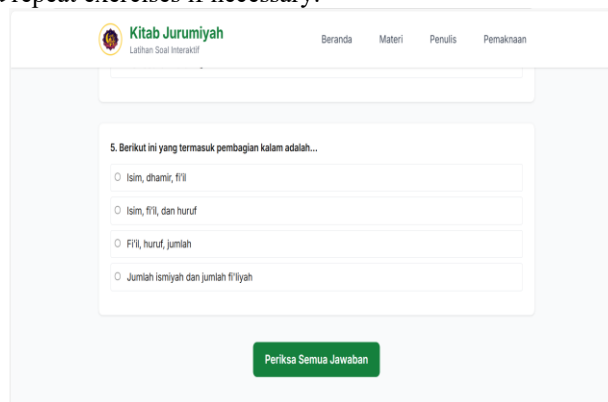 t repeat exercises if necessary.
Kitab Jurumiyah
Latihan Soal Interaktif
Beranda Materi Penulis Pemaknaan
5. Berikut ini yang termasuk pembagian kalam adalah...
Isim, dhamir, fi'il
Isim, fi'il, dan huruf
Fi'il, huruf, jumlah
Jumlah ismiyah dan jumlah fi'liyah
Periksa Semua Jawaban